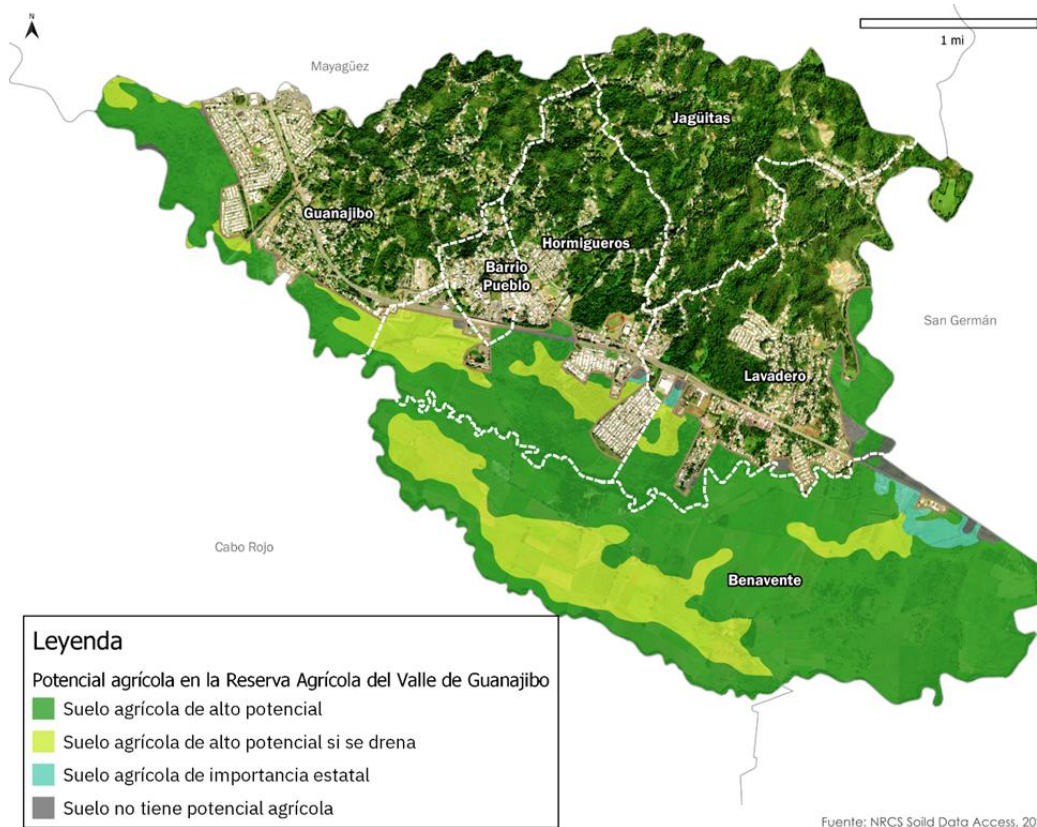 N
1 mi
Mayagüez
Jagüitas
Guanajibo
Hormigueros
Barrio
Pueblo
San Germán
Lavadero
Cabo Rojo
Benavente
Leyenda
Potencial agrícola en la Reserva Agrícola del Valle de Guanajibo
Suelo agrícola de alto potencial
Suelo agrícola de alto potencial si se drena
Suelo agrícola de importancia estatal
Suelo no tiene potencial agrícola
Fuente: NRCS Soild Data Access, 20